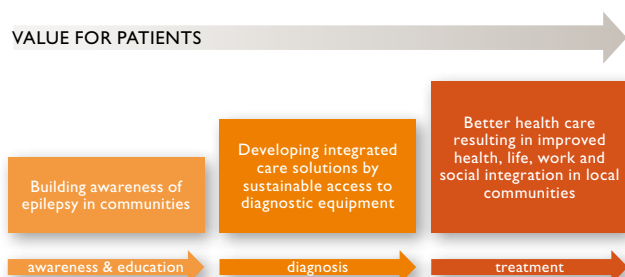 VALUE FOR PATIENTS
Building awareness of
epilepsy in communities
Developing integrated
care solutions by
sustainable access to
diagnostic equipment
Better health care
resulting in improved
health, life, work and
social integration in local
communities
awareness & education
diagnosis
treatment